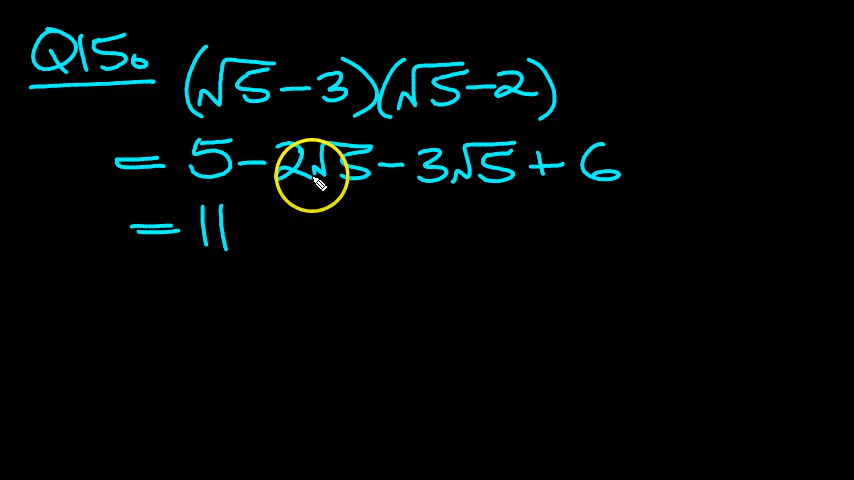 Q15. (√5-3)(√5-2)
= 5-2√5-3√5+6
= 11